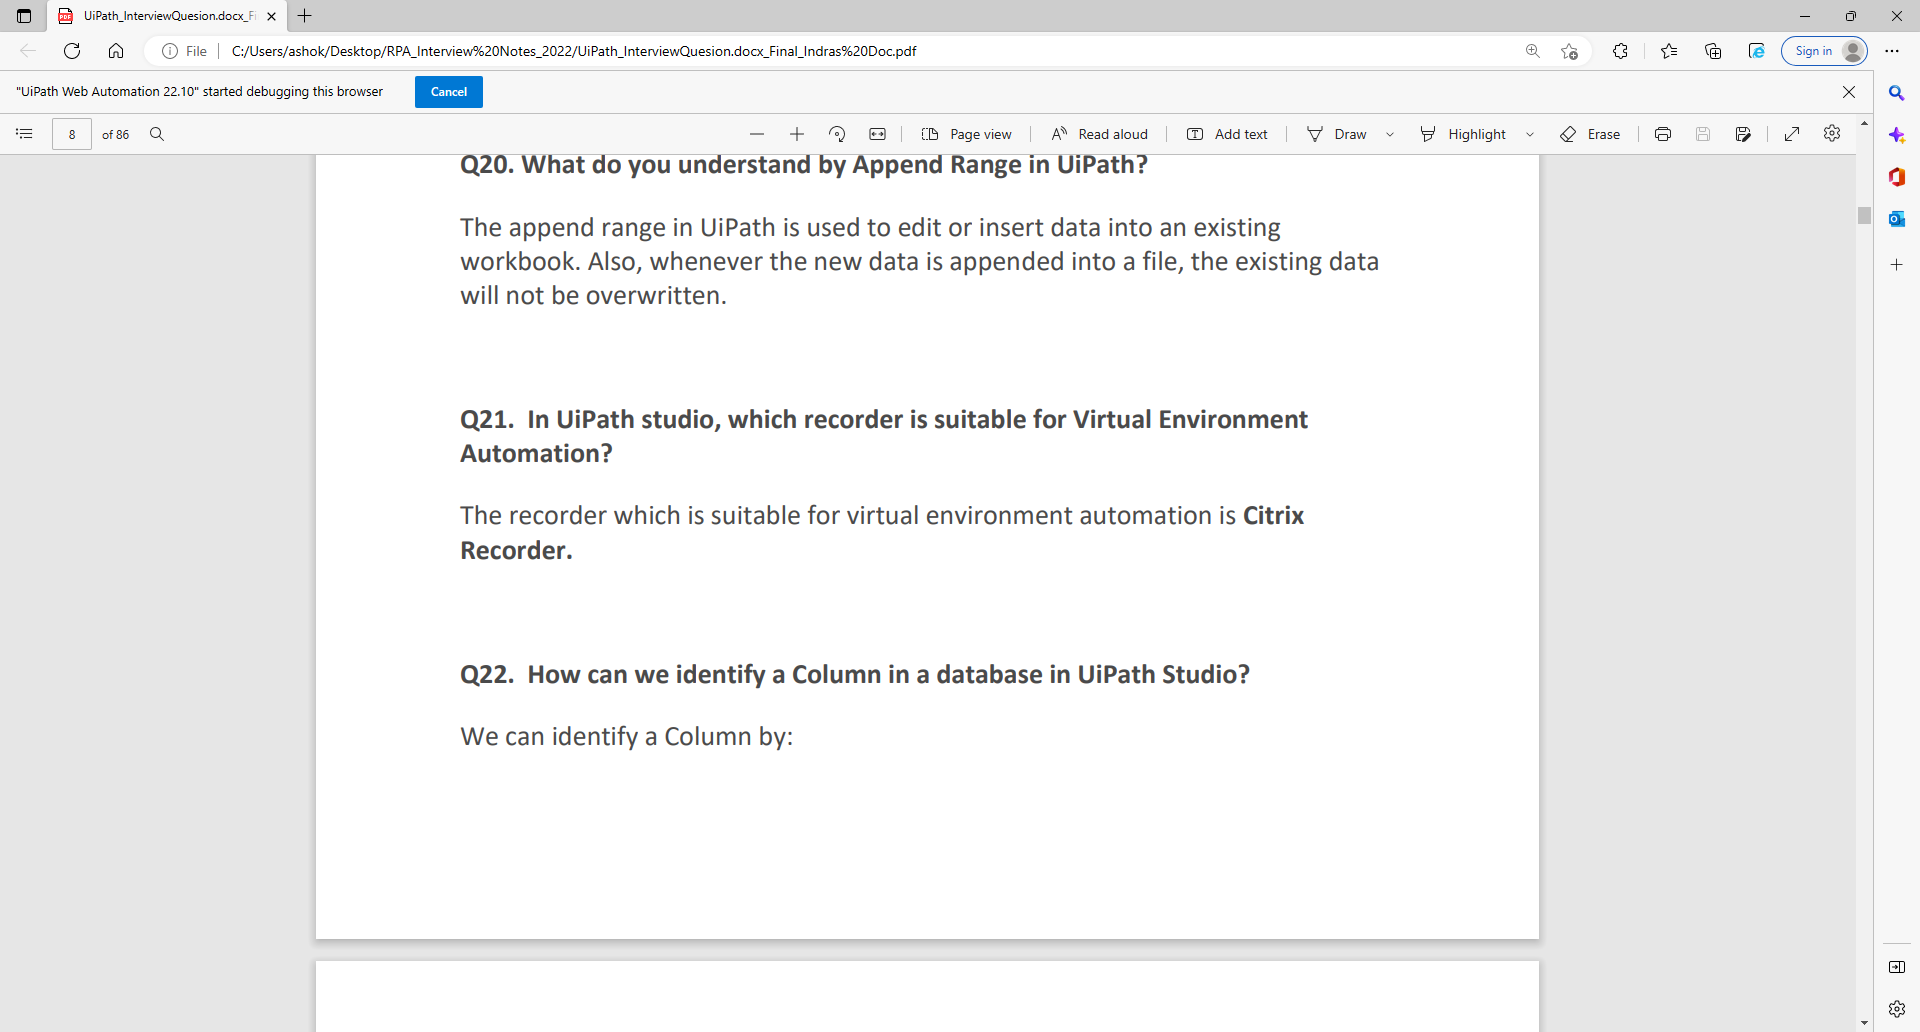 UiPath_InterviewQuesion.docx_Fi
File C:/Users/ashok/Desktop/RPA_Interview%20Notes_2022/UiPath_InterviewQuesion.docx_Final_Indras%20Doc.pdf
Sign in
"UiPath Web Automation 22.10" started debugging this browser Cancel
8 of 86 Page view Read aloud Add text Draw Highlight Erase
Q20. What do you understand by Append Range in UiPath?
The append range in UiPath is used to edit or insert data into an existing
workbook. Also, whenever the new data is appended into a file, the existing data
will not be overwritten.
Q21. In UiPath studio, which recorder is suitable for Virtual Environment
Automation?
The recorder which is suitable for virtual environment automation is Citrix
Recorder.
Q22. How can we identify a Column in a database in UiPath Studio?
We can identify a Column by: